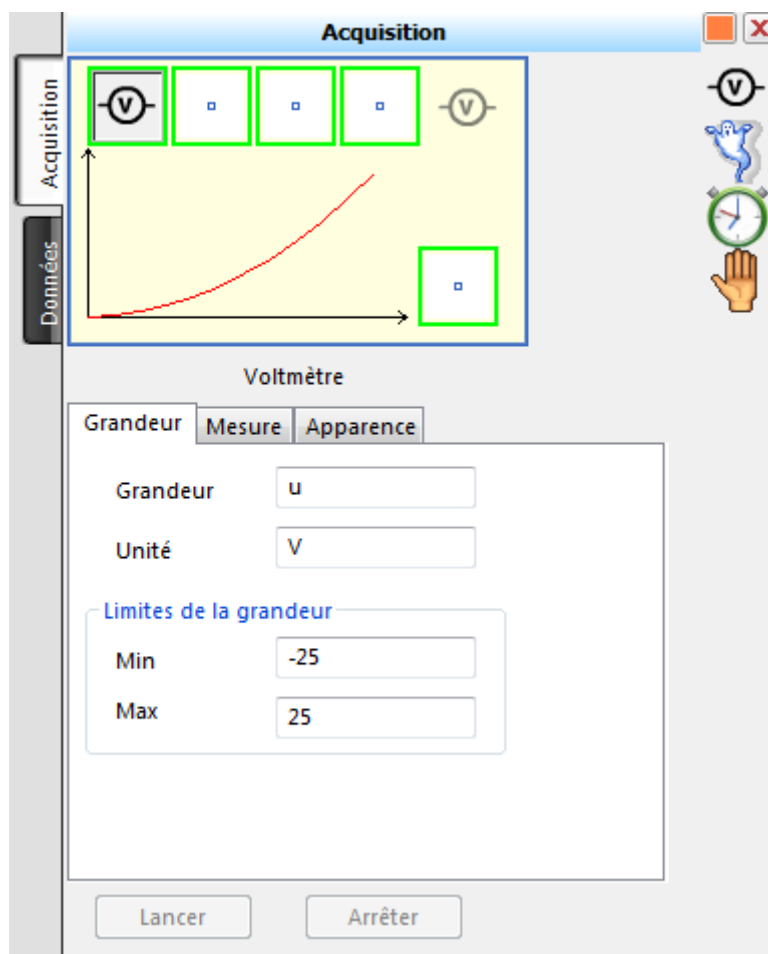 Acquisition
X
Acquisition
V
V
V
Données
Voltmètre
Grandeur Mesure Apparence
Grandeur u
Unité V
Limites de la grandeur
Min -25
Max 25
Lancer Arrêter